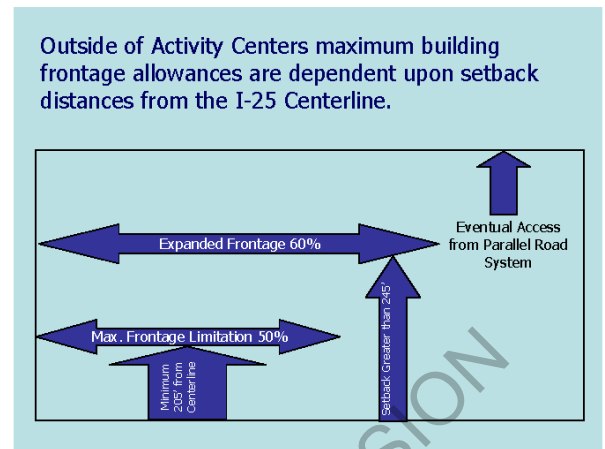 Outside of Activity Centers maximum building
frontage allowances are dependent upon setback
distances from the I-25 Centerline.
Eventual Access
from Parallel Road
System
Expanded Frontage 60%
Setback Greater than 245'
Max. Frontage Limitation 50%
Minimum
205' from
Centerline
SION